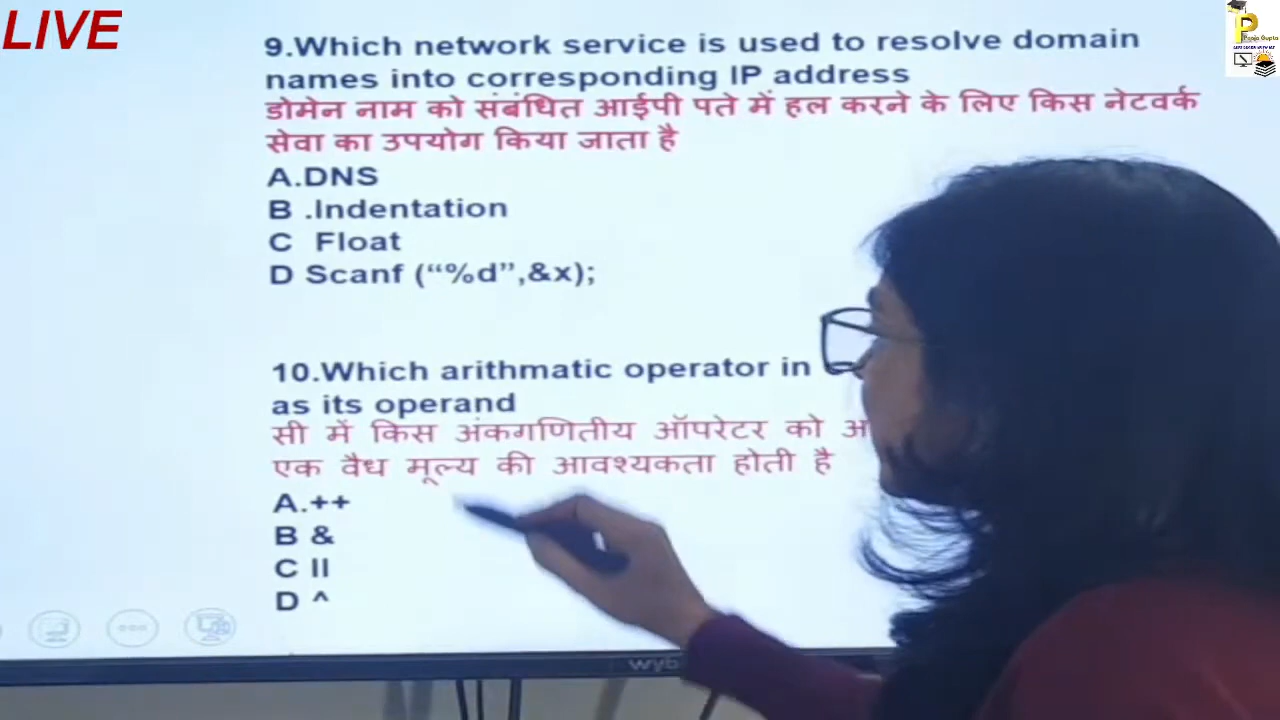 LIVE
9.Which network service is used to resolve domain
names into corresponding IP address
डोमेन नाम को संबंधित आईपी पते में हल करने के लिए किस नेटवर्क
सेवा का उपयोग किया जाता है
A.DNS
B .Indentation
C Float
D Scanf (“%d”,&x);
10.Which arithmatic operator in
as its operand
सी में किस अंकगणितीय ऑपरेटर को
एक वैध मूल्य की आवश्यकता होती है
A.++
B &
C II
D ^
Gupta